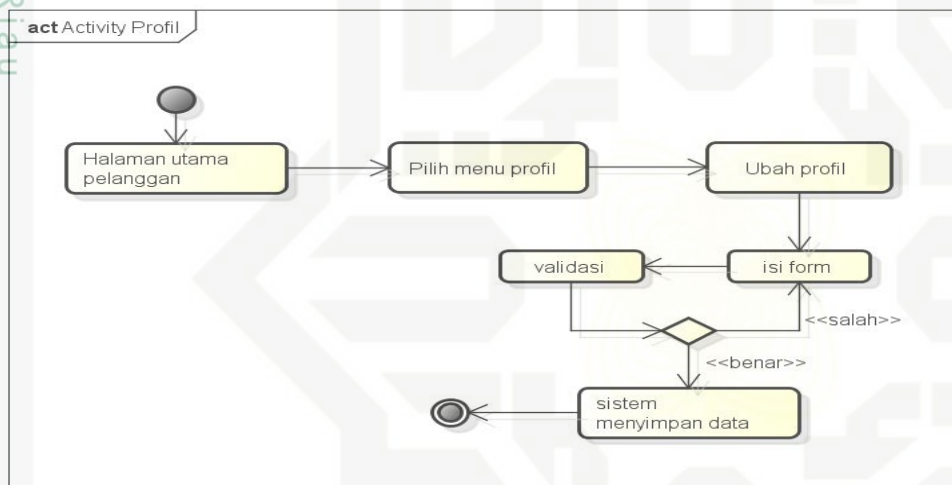 Riau
act Activity Profil
Halaman utama
pelanggan
Pilih menu profil
Ubah profil
validasi
isi form
<<salah>>
<<benar>>
sistem
menyimpan data